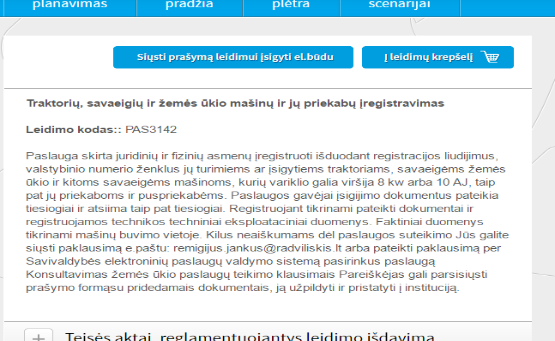 planavimas pradžia plėtra scenarijai
Siųsti prašymą leidimui įsigyti el.būdu Į leidimų krepšelį
Traktorių, savaeigių ir žemės ūkio mašinų ir jų priekabų įregistravimas
Leidimo kodas:: PAS3142
Paslauga skirta juridinių ir fizinių asmenų įregistruoti išduodant registracijos liudijimus,
valstybinio numerio ženklus jų turimiems ar įsigytiems traktoriams, savaeigėms žemės
ūkio ir kitoms savaeigėms mašinoms, kurių variklio galia viršija 8 kw arba 10 AJ, taip
pat jų priekaboms ir puspriekabėms. Paslaugos gavėjai įsigijimo dokumentus pateikia
tiesiogiai ir atsiima taip pat tiesiogiai. Registruojant tikrinami pateikti dokumentai ir
registruojamos technikos techniniai eksploataciniai duomenys. Faktiniai duomenys
tikrinami mašinų buvimo vietoje. Kilus neaiškumams dėl paslaugos suteikimo Jūs galite
siųsti paklausimą e.paštu: remigijus.jankus@radviliskis.lt arba pateikti paklausimą per
Savivaldybės elektroninių paslaugų valdymo sistemą pasirinkus paslaugą
Konsultavimas žemės ūkio paslaugų teikimo klausimais Pareiškėjas gali parsisiųsti
prašymo formąsu pridedamais dokumentais, ją užpildyti ir pristatyti į instituciją.
+ Teisės aktai, reglamentuojantys leidimo išdavimą